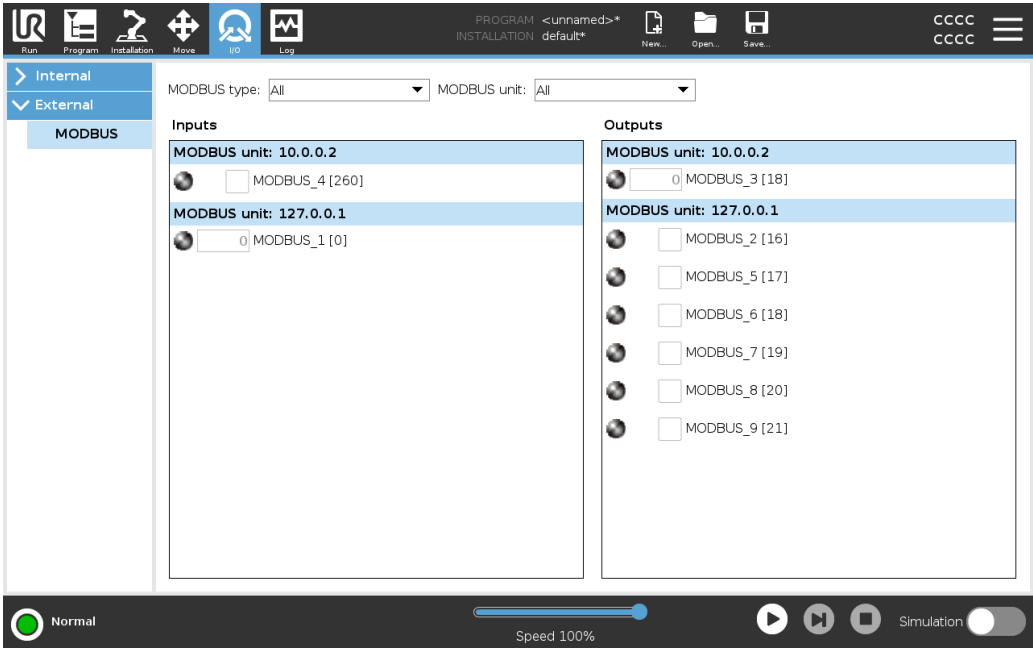 PROGRAM <unnamed>*
INSTALLATION default*
CCCC
CCCC
Run Program Installation Move I/O Log New... Open... Save...
Internal
External
MODBUS
MODBUS type: All MODBUS unit: All
Inputs
MODBUS unit: 10.0.0.2
MODBUS_4 [260]
MODBUS unit: 127.0.0.1
0 MODBUS_1 [0]
Outputs
MODBUS unit: 10.0.0.2
0 MODBUS_3 [18]
MODBUS unit: 127.0.0.1
MODBUS_2 [16]
MODBUS_5 [17]
MODBUS_6 [18]
MODBUS_7 [19]
MODBUS_8 [20]
MODBUS_9 [21]
Normal
Speed 100%
Simulation